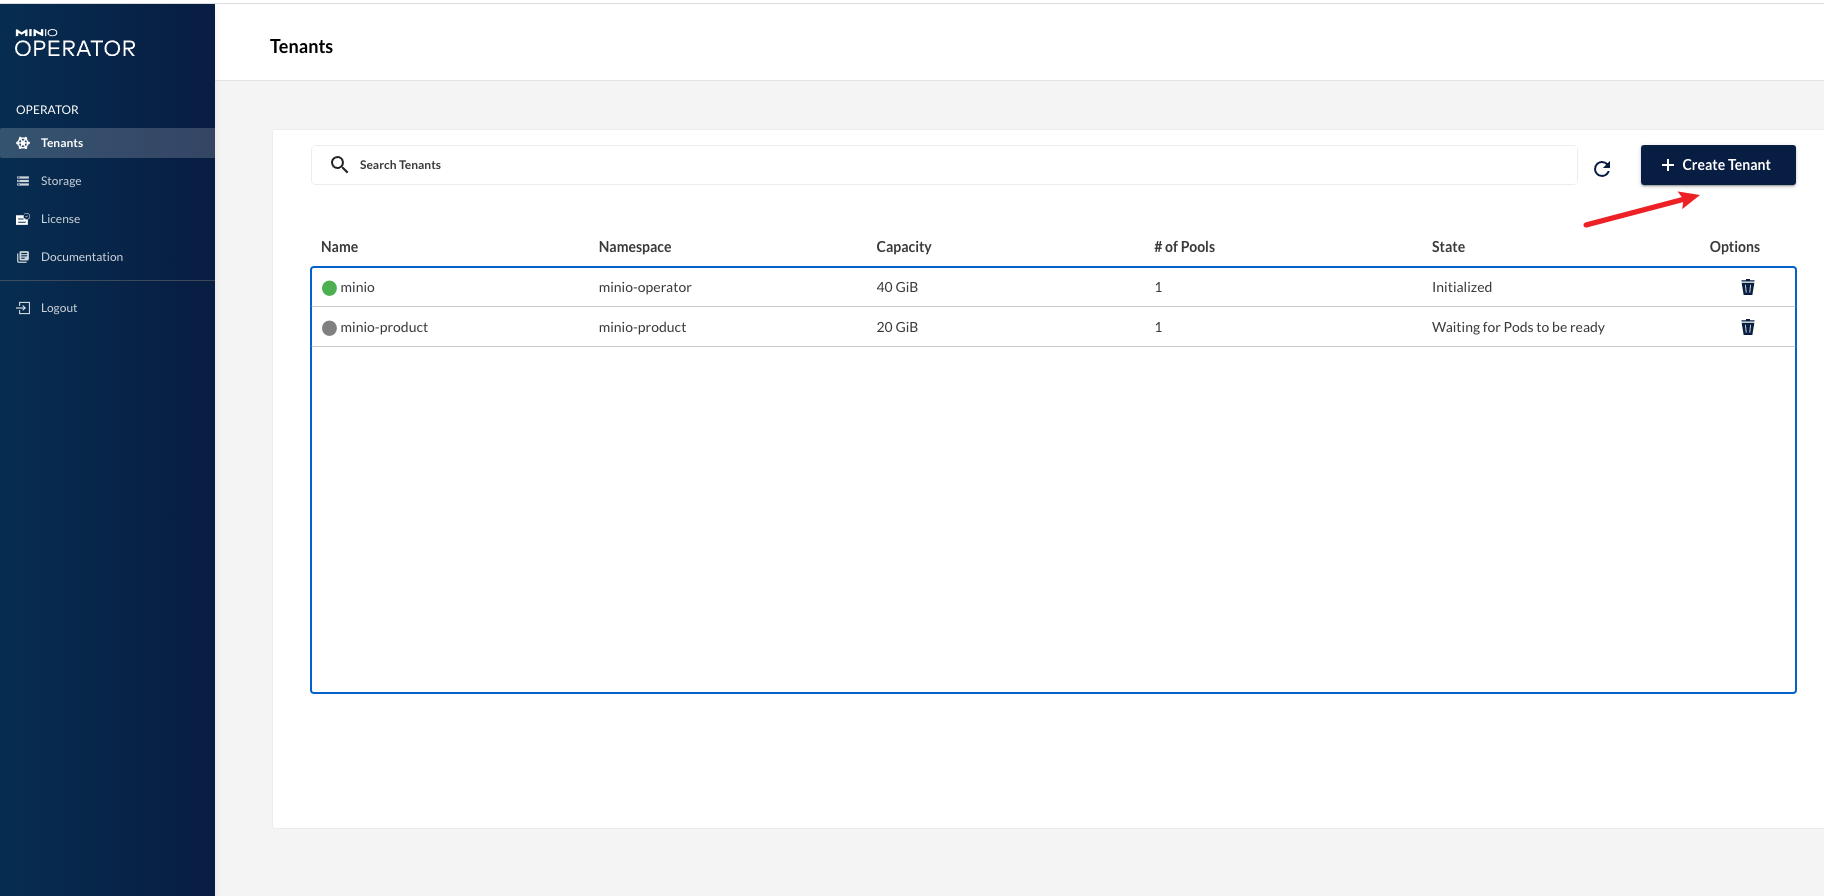 MINIO
OPERATOR
Tenants
OPERATOR
Tenants
Storage
License
Documentation
Logout
Search Tenants
Create Tenant
Name Namespace Capacity # of Pools State Options
minio minio-operator 40 GiB 1 Initialized
minio-product minio-product 20 GiB 1 Waiting for Pods to be ready